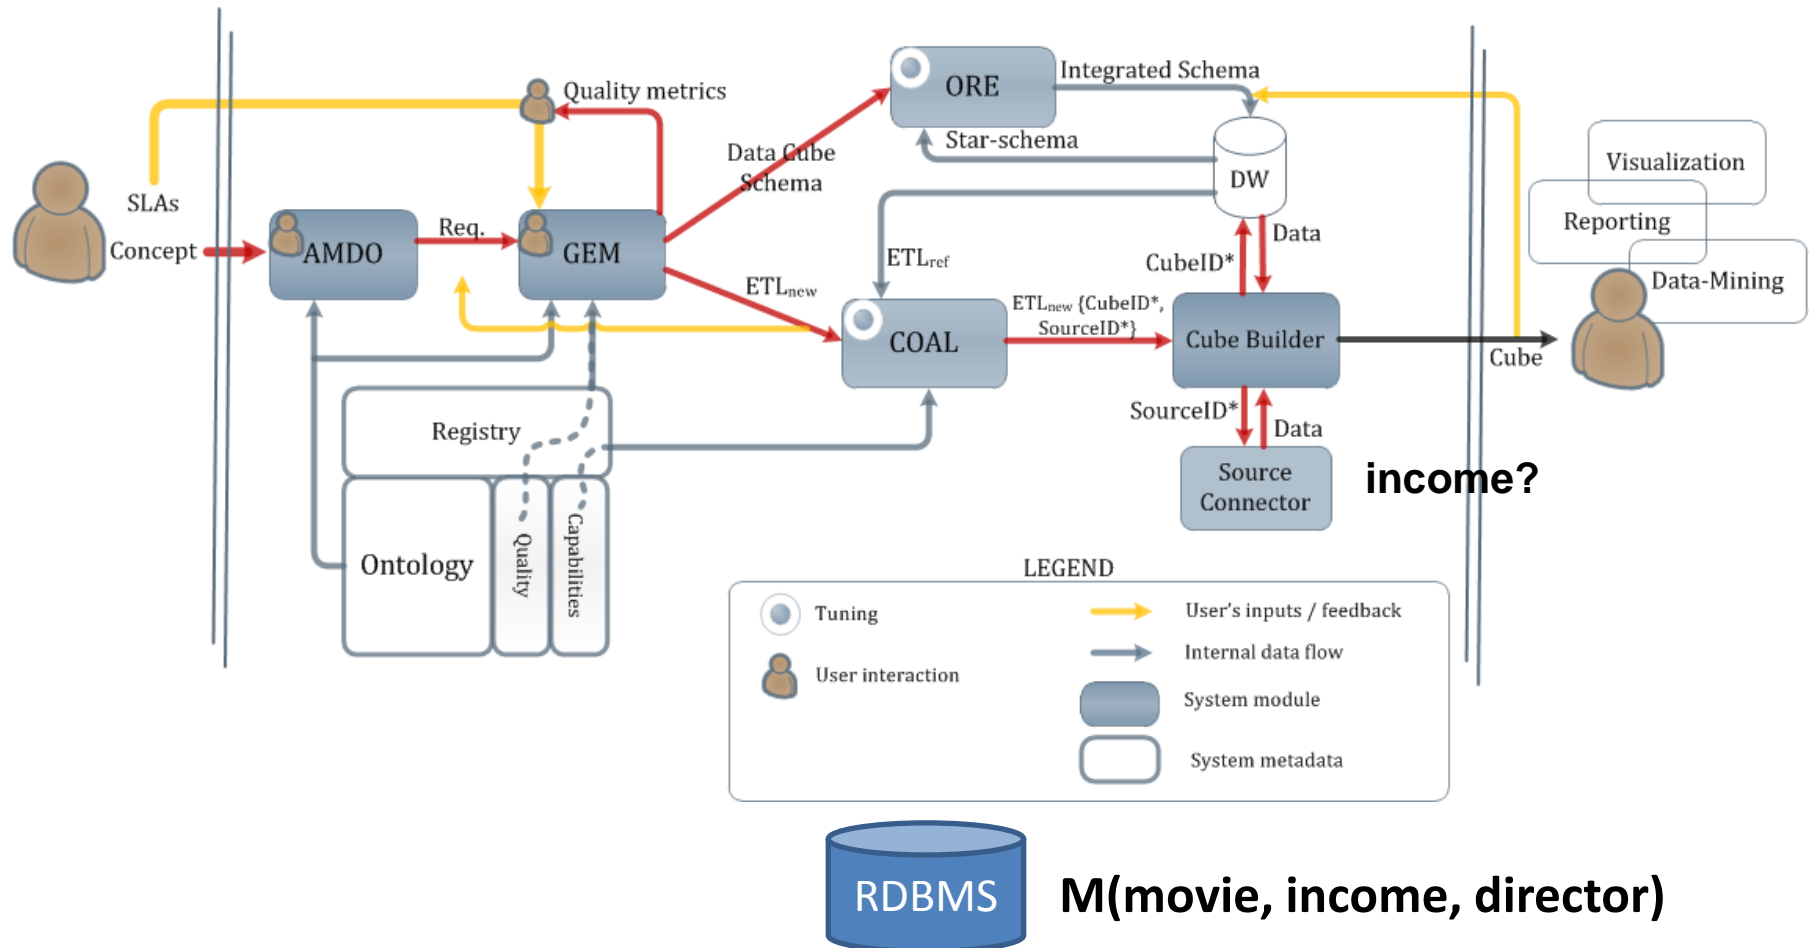 Quality metrics
SLAs
Concept
AMDO
Req.
GEM
Data Cube
Schema
ETLnew
ORE
Integrated Schema
Star-schema
DW
ETLref
CubeID*
Data
COAL
ETLnew {CubeID*,
SourceID*}
Cube Builder
Cube
SourceID*
Data
Source
Connector
income?
Visualization
Reporting
Data-Mining
Registry
Ontology
Quality
Capabilities
LEGEND
Tuning
User interaction
User's inputs / feedback
Internal data flow
System module
System metadata
RDBMS
M(movie, income, director)